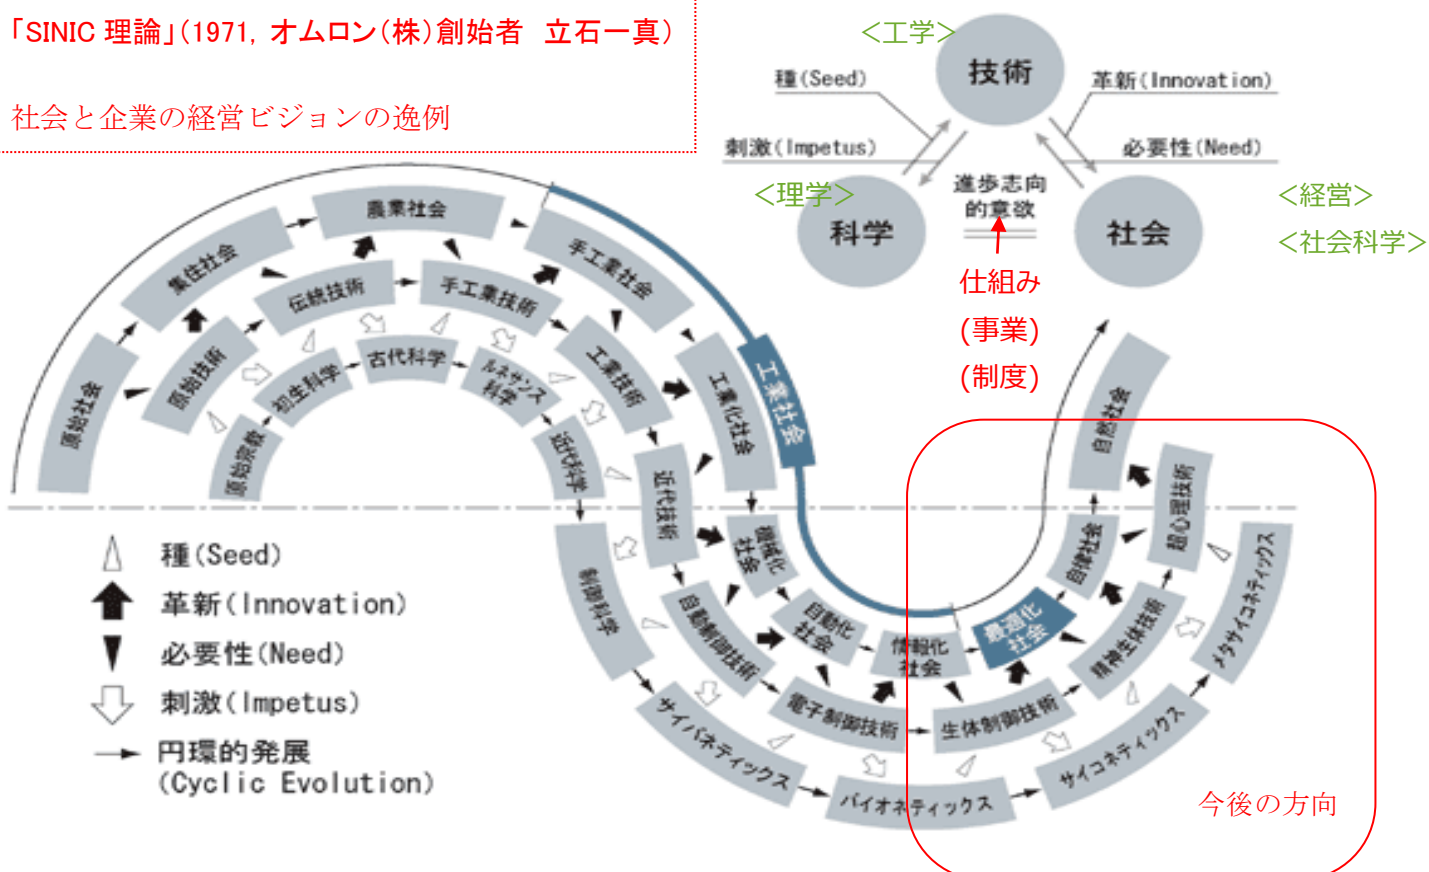 「SINIC 理論」(1971, オムロン(株)創始者　立石一真)
社会と企業の経営ビジョンの逸例
<工学>
技術
種(Seed)
革新(Innovation)
刺激(Impetus)
必要性(Need)
<理学>
科学
進歩志向
的意欲
社会
<経営>
<社会科学>
仕組み
(事業)
(制度)
原始社会
集住社会
農業社会
手工業社会
工業化社会
工業社会
機械化
社会
自動化
社会
情報化
社会
最適化
社会
自律社会
自然社会
原始技術
伝統技術
手工業技術
工業技術
近代技術
自動制御技術
電子制御技術
生体制御技術
精神生体技術
超心理技術
原始宗教
初生科学
古代科学
ルネサンス
科学
近代科学
制御科学
サイバネティックス
バイオネティックス
サイコネティックス
メタサイコネティックス
種(Seed)
革新(Innovation)
必要性(Need)
刺激(Impetus)
円環的発展
(Cyclic Evolution)
今後の方向